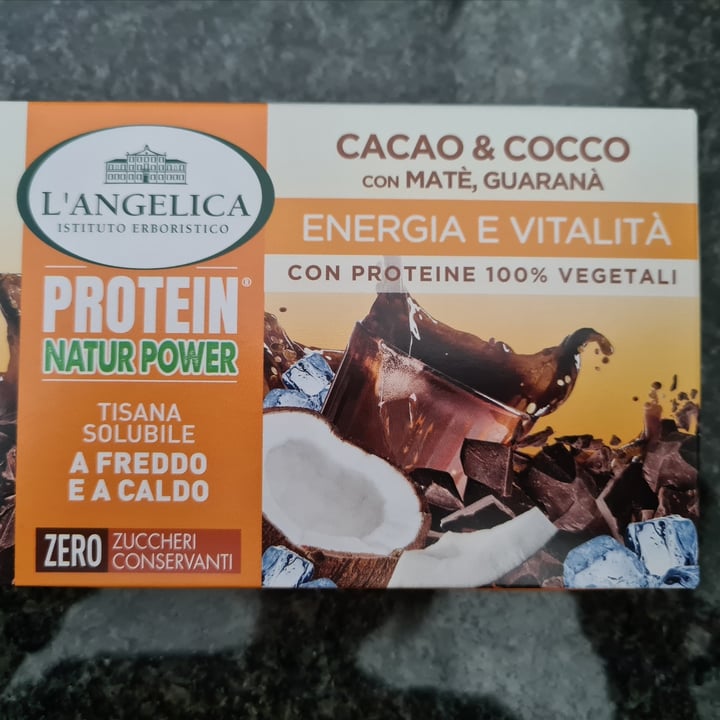 L'ANGELICA
ISTITUTO ERBORISTICO
PROTEIN®
NATUR POWER
TISANA
SOLUBILE
A FREDDO
E A CALDO
ZERO ZUCCHERI
CONSERVANTI
CACAO & COCCO
CON MATÈ, GUARANÀ
ENERGIA E VITALITÀ
CON PROTEINE 100% VEGETALI